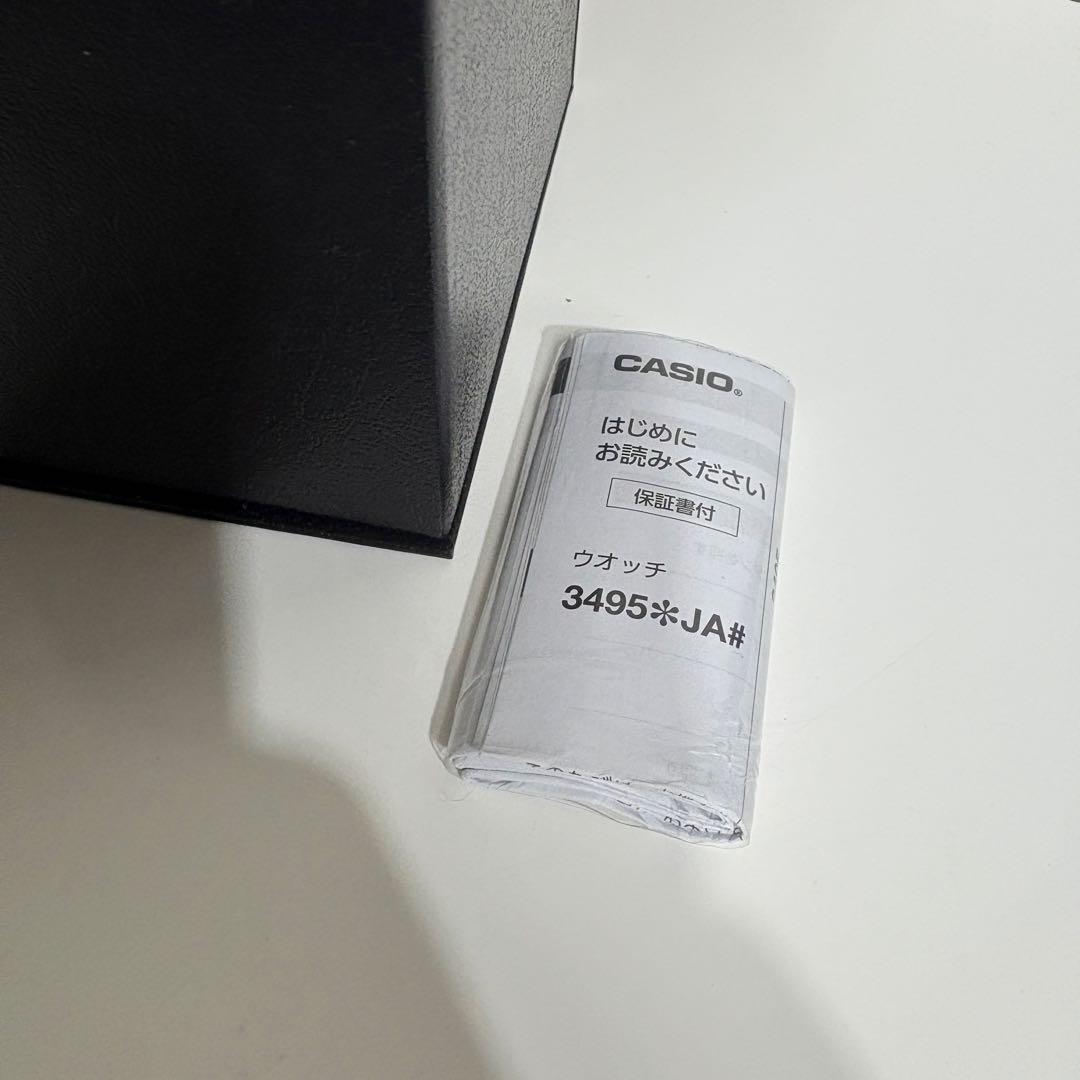 CASIO®
はじめに
お読みください
保証書付
ウオッチ
3495✻JA#